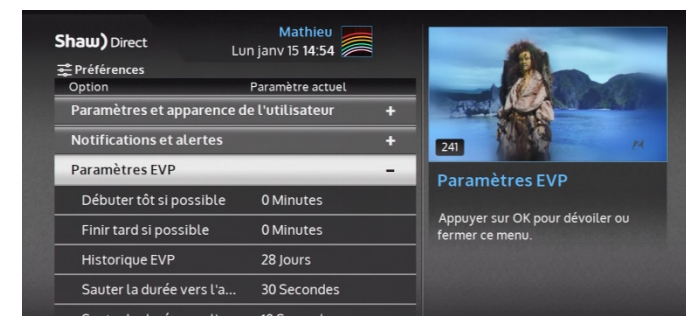 Shaw) Direct
Mathieu
Lun janv 15 14:54
Préférences
Option Paramètre actuel
Paramètres et apparence de l'utilisateur +
Notifications et alertes +
Paramètres EVP –
Débuter tôt si possible 0 Minutes
Finir tard si possible 0 Minutes
Historique EVP 28 Jours
Sauter la durée vers l'a... 30 Secondes
241
Paramètres EVP
Appuyer sur OK pour dévoiler ou
fermer ce menu.